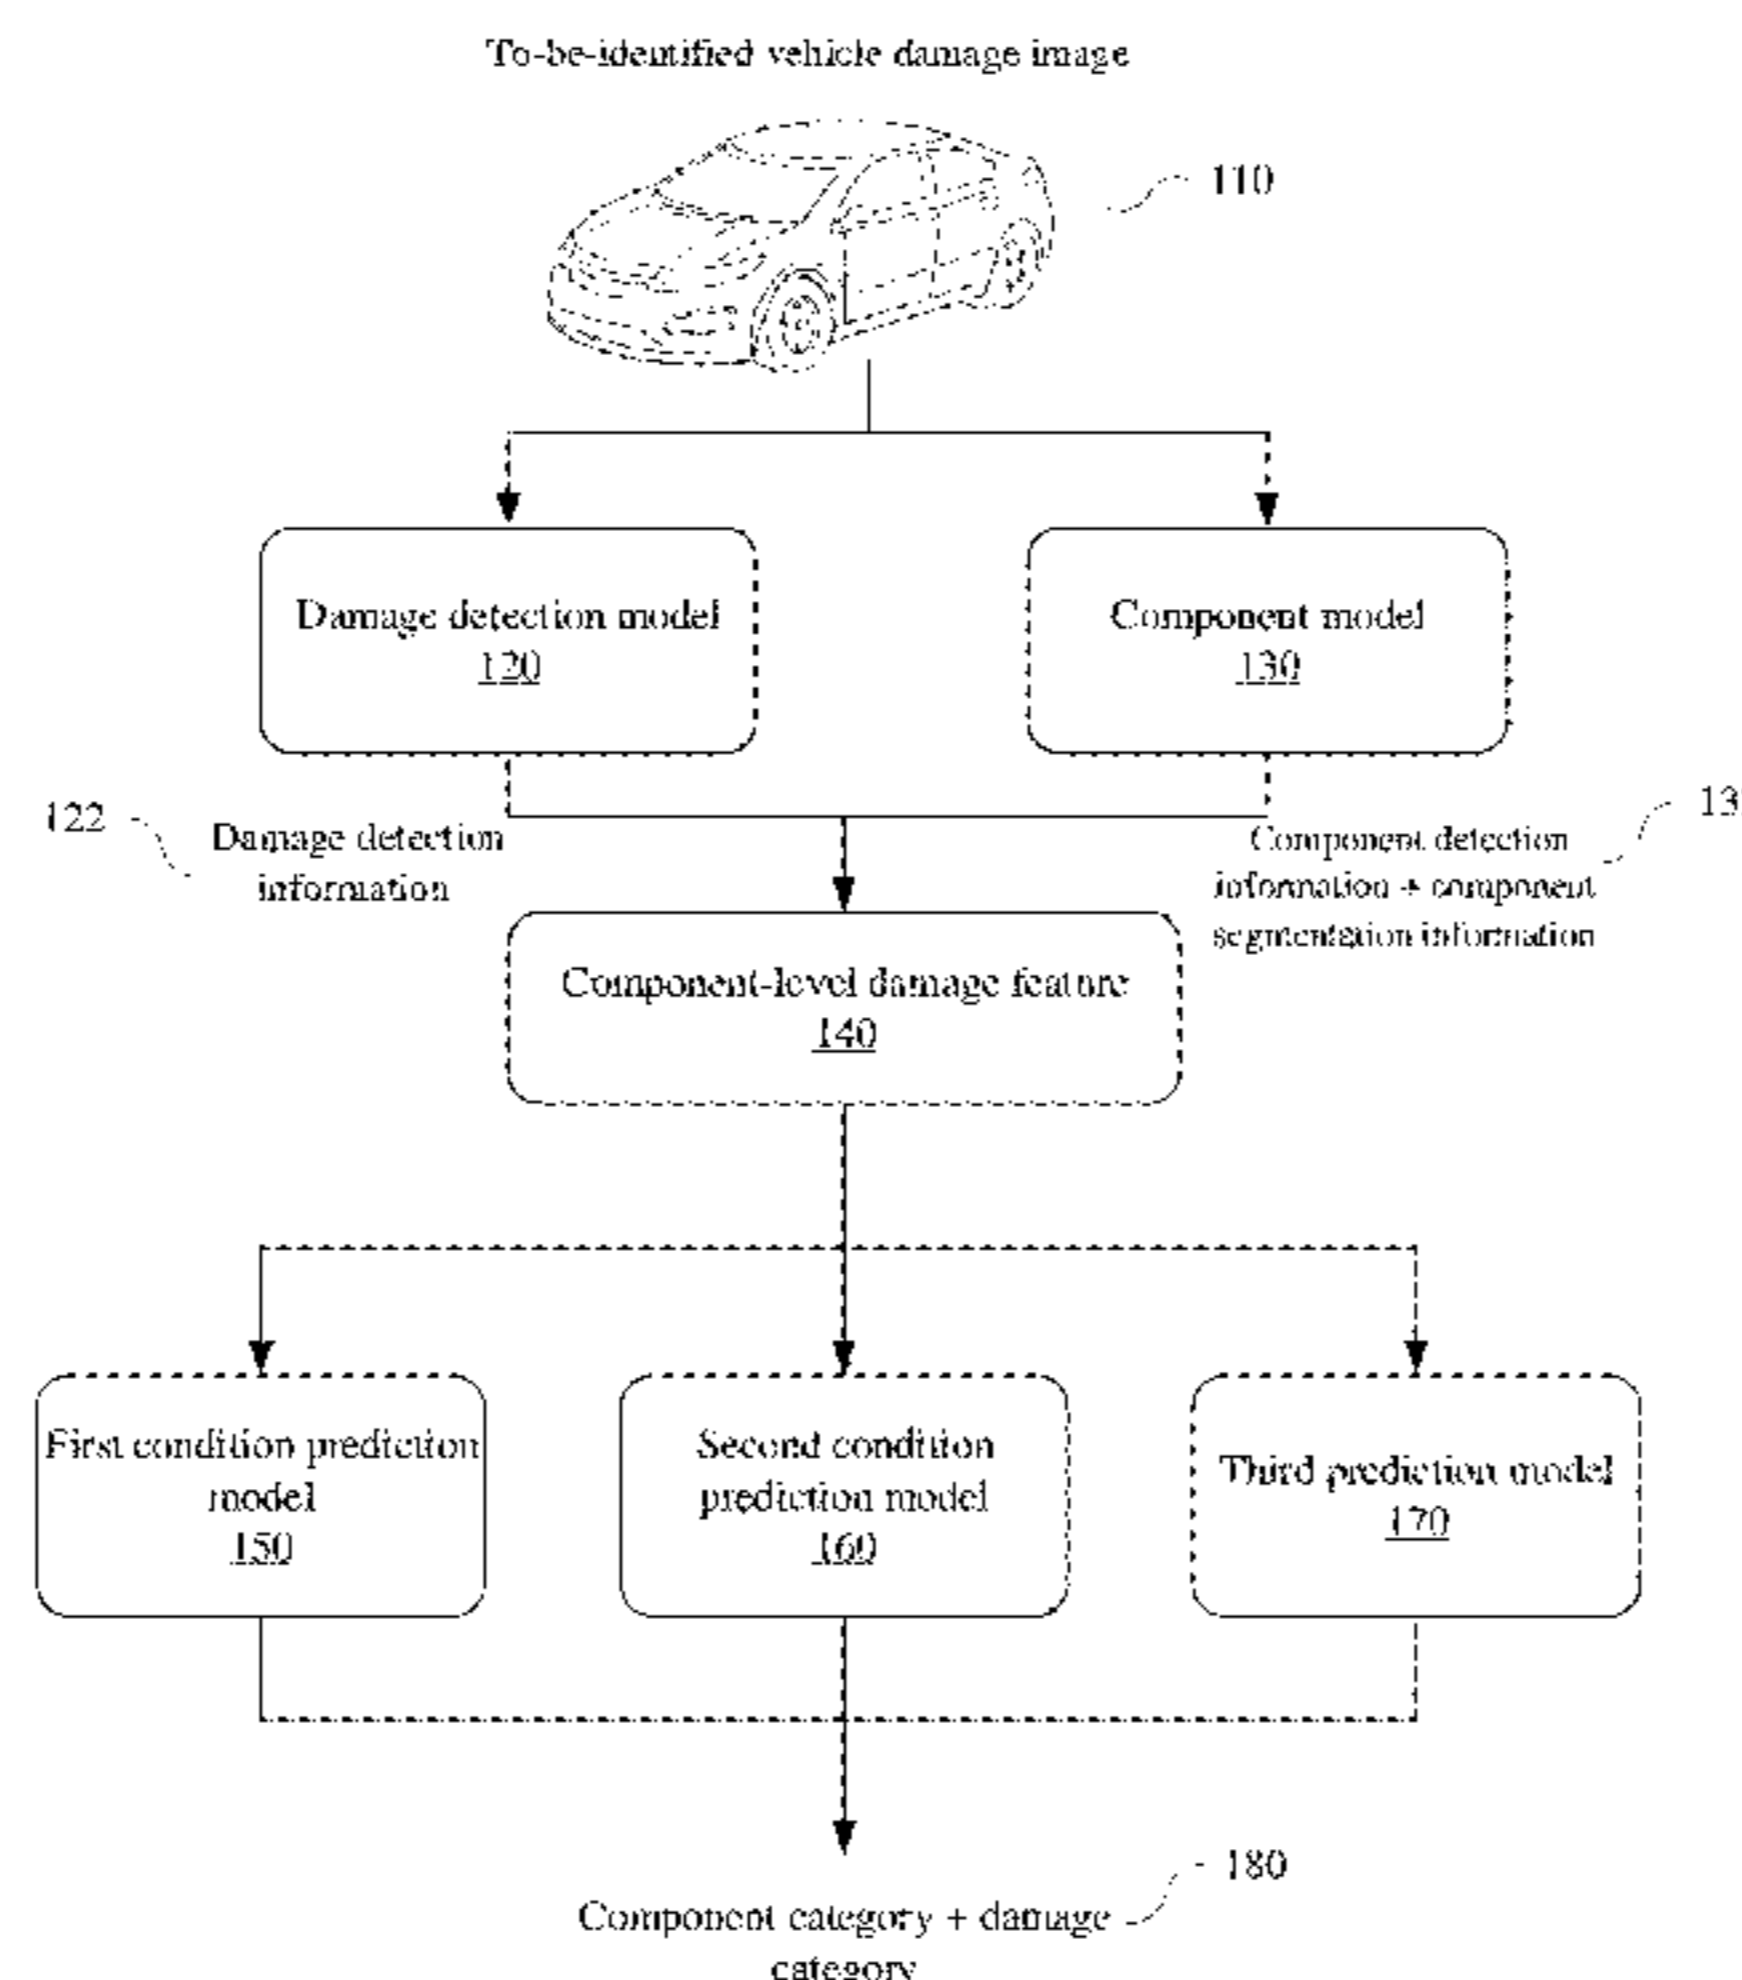 To-be-identified vehicle damage image
110
Damage detection model
120
Component model
130
122
Damage detection
information
13
Component detection
information + component
segmentation information
Component-level damage feature
140
First condition prediction
model
150
Second condition
prediction model
160
Third prediction model
170
180
Component category + damage
category